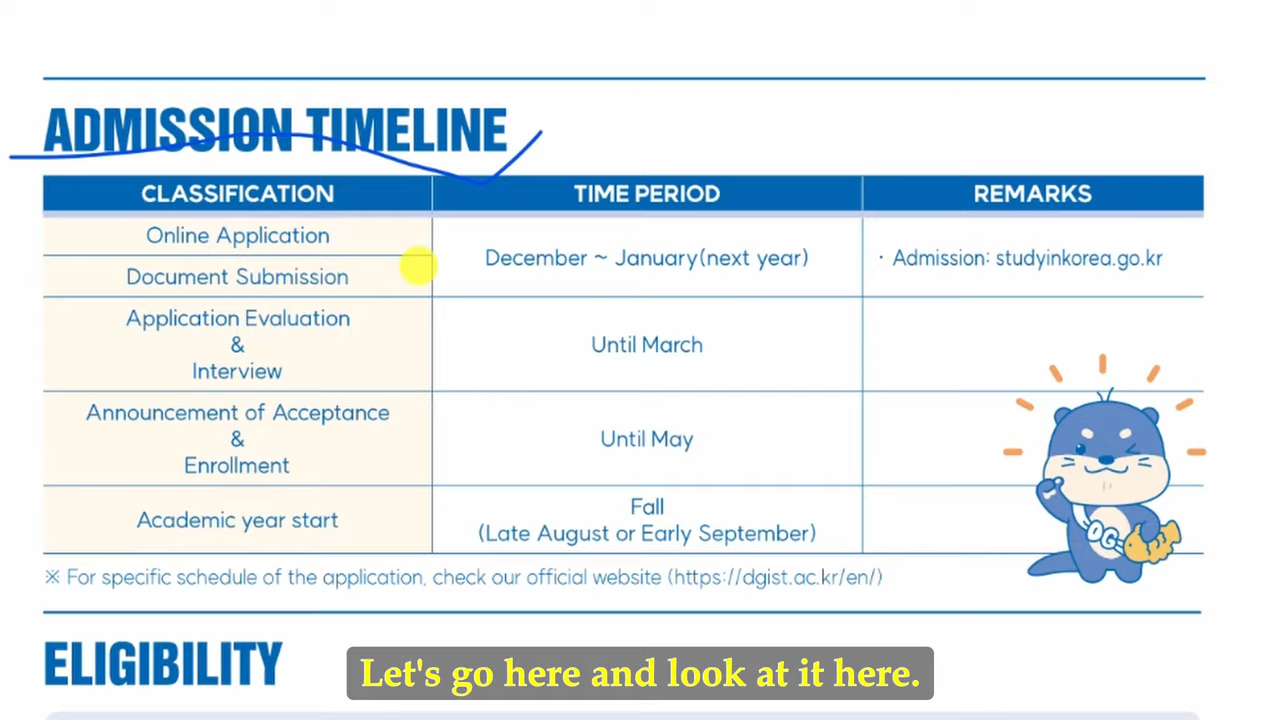 ADMISSION TIMELINE
CLASSIFICATION TIME PERIOD REMARKS
Online Application
Document Submission
December ~ January(next year)
· Admission: studyinkorea.go.kr
Application Evaluation
&
Interview
Until March
Announcement of Acceptance
&
Enrollment
Until May
Academic year start
Fall
(Late August or Early September)
※ For specific schedule of the application, check our official website (https://dgist.ac.kr/en/)
ELIGIBILITY
Let's go here and look at it here.